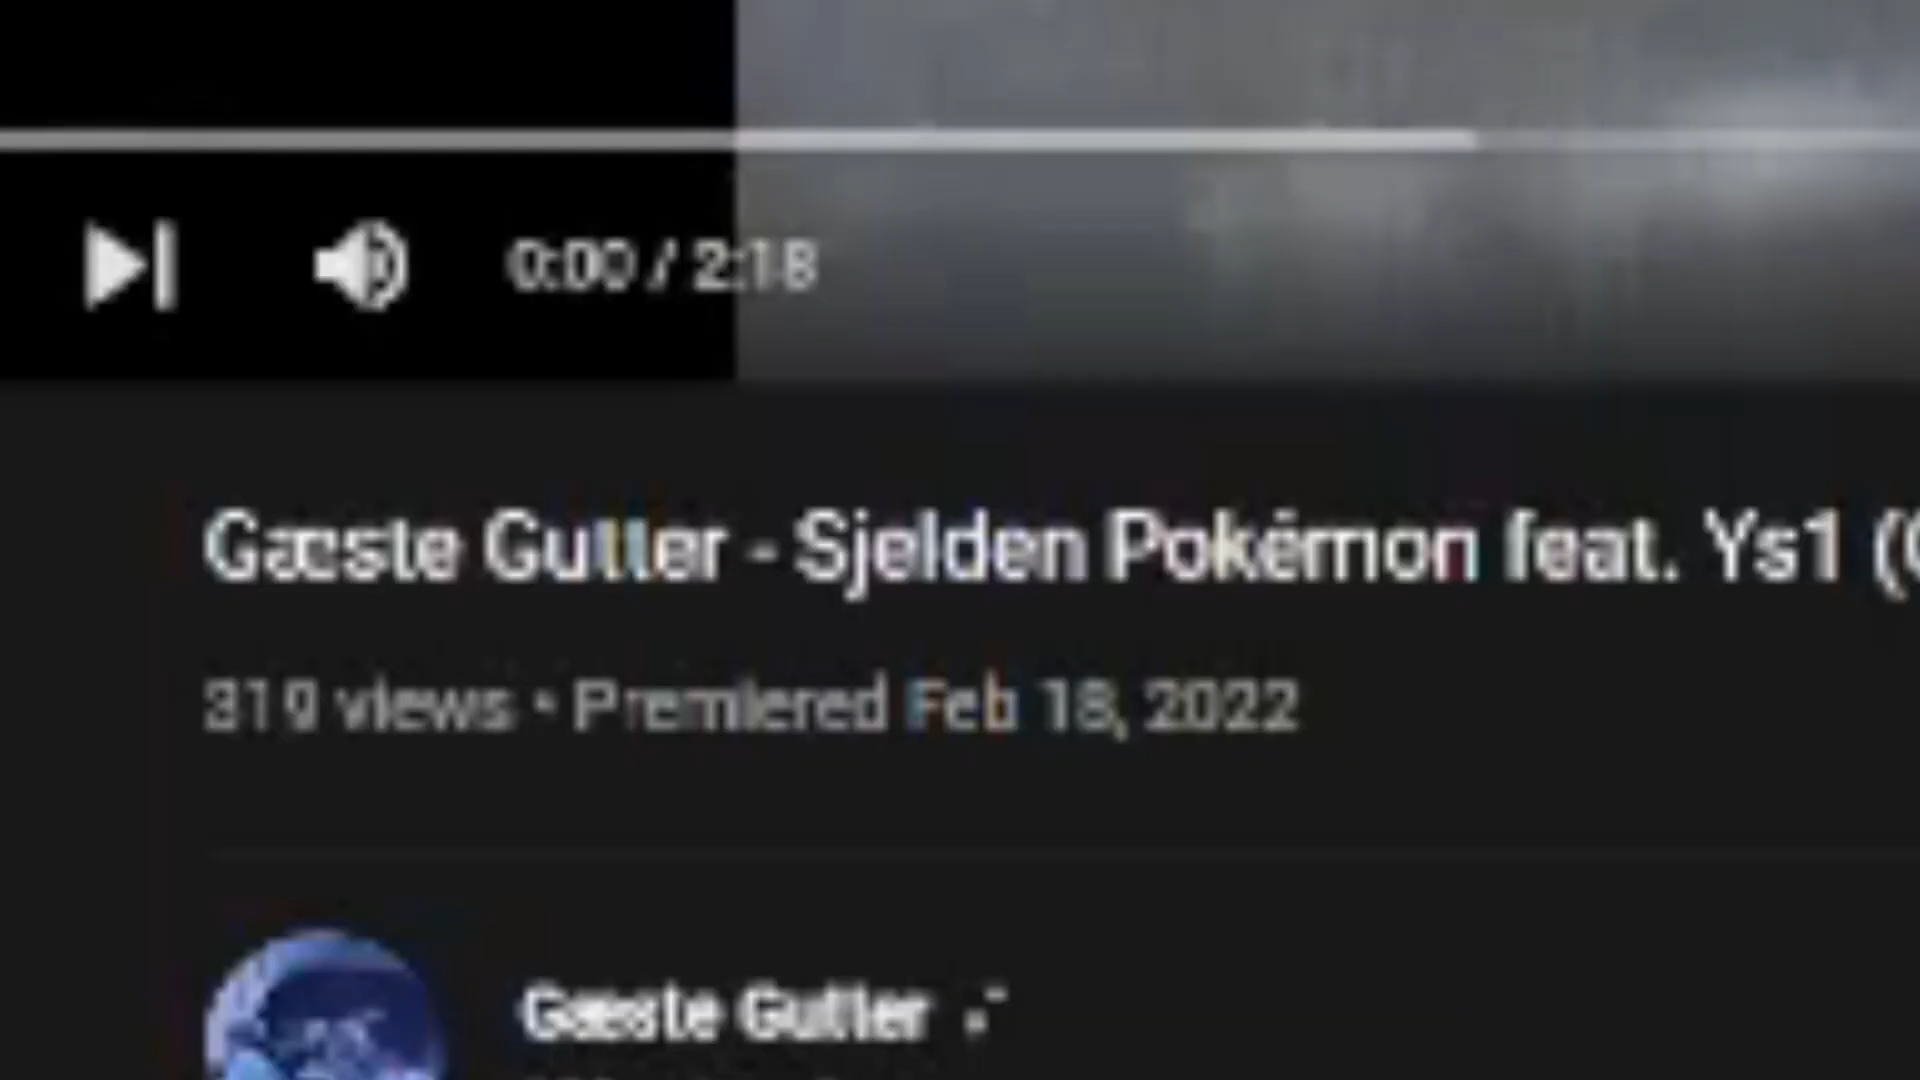 0:00 / 2:18
Gæste Gutter - Sjelden Pokémon feat. Ys1 (
319 views • Premiered Feb 18, 2022
Gæste Gutter